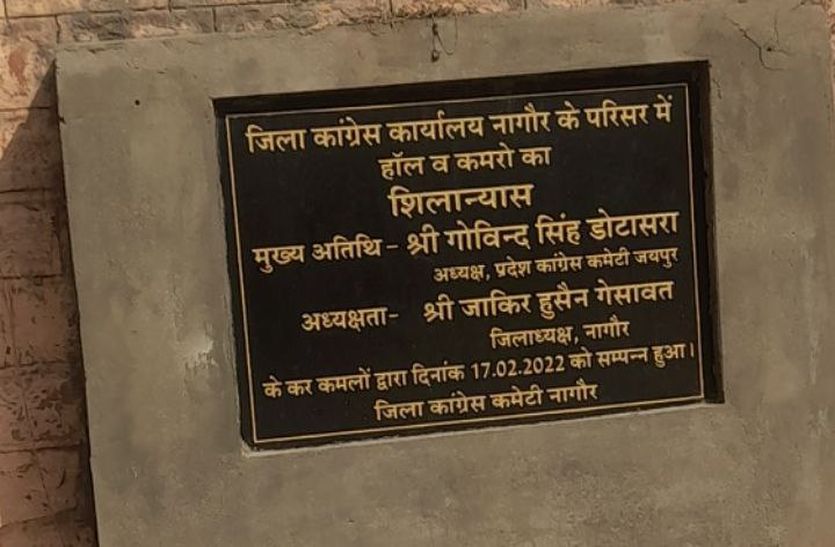 जिला कांग्रेस कार्यालय नागौर के परिसर में
हॉल व कमरो का
शिलान्यास
मुख्य अतिथि - श्री गोविन्द सिंह डोटासरा
अध्यक्ष, प्रदेश कांग्रेस कमेटी जयपुर
अध्यक्षता- श्री जाकिर हुसैन गेसावत
जिलाध्यक्ष, नागौर
के कर कमलों द्वारा दिनांक 17.02.2022 को सम्पन्न हुआ।
जिला कांग्रेस कमेटी नागौर